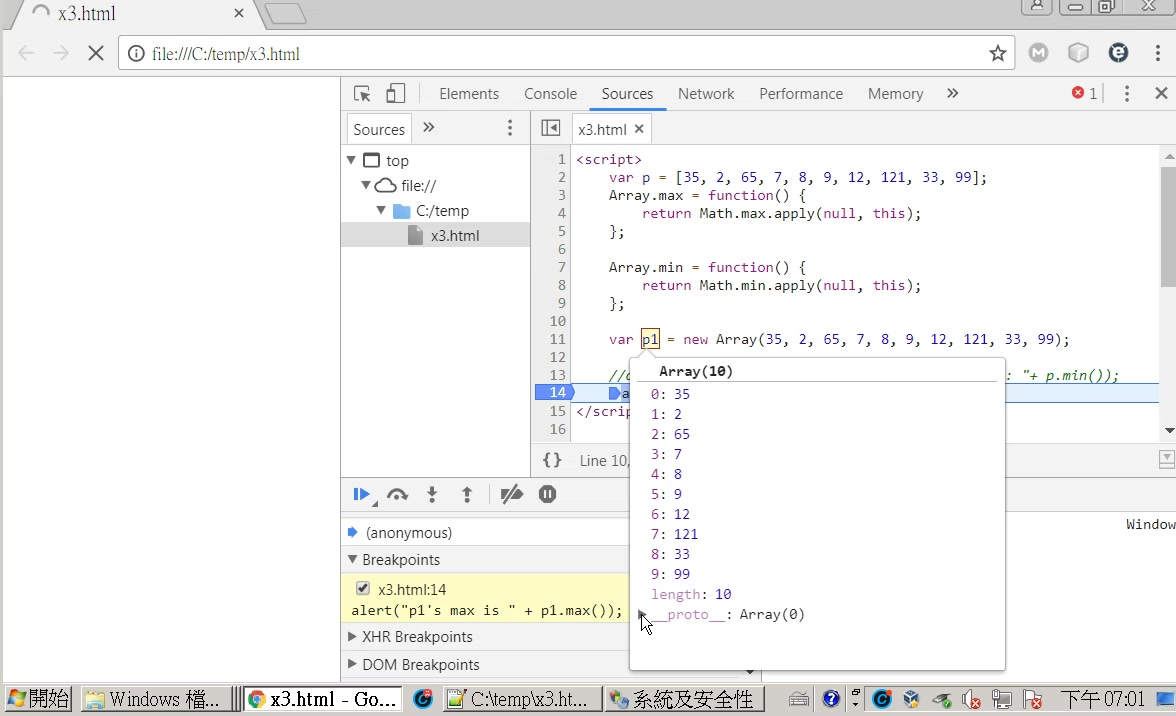 x3.html
file:///C:/temp/x3.html
Elements Console Sources Network Performance Memory 1
Sources x3.html
top
file://
C:/temp
x3.html
1 <script>
2 var p = [35, 2, 65, 7, 8, 9, 12, 121, 33, 99];
3 Array.max = function() {
4 return Math.max.apply(null, this);
5 };
6
7 Array.min = function() {
8 return Math.min.apply(null, this);
9 };
10
11 var p1 = new Array(35, 2, 65, 7, 8, 9, 12, 121, 33, 99);
12
13 : "+ p.min());
14 a
15 </scrip
16
Array(10)
0: 35
1: 2
2: 65
3: 7
4: 8
5: 9
6: 12
7: 121
8: 33
9: 99
length: 10
__proto__: Array(0)
{} Line 10,
(anonymous)
Window
Breakpoints
x3.html:14
alert("p1's max is " + p1.max());
XHR Breakpoints
DOM Breakpoints
開始 Windows 檔... x3.html - Go... C:\temp\x3.ht... 系統及安全性 下午 07:01